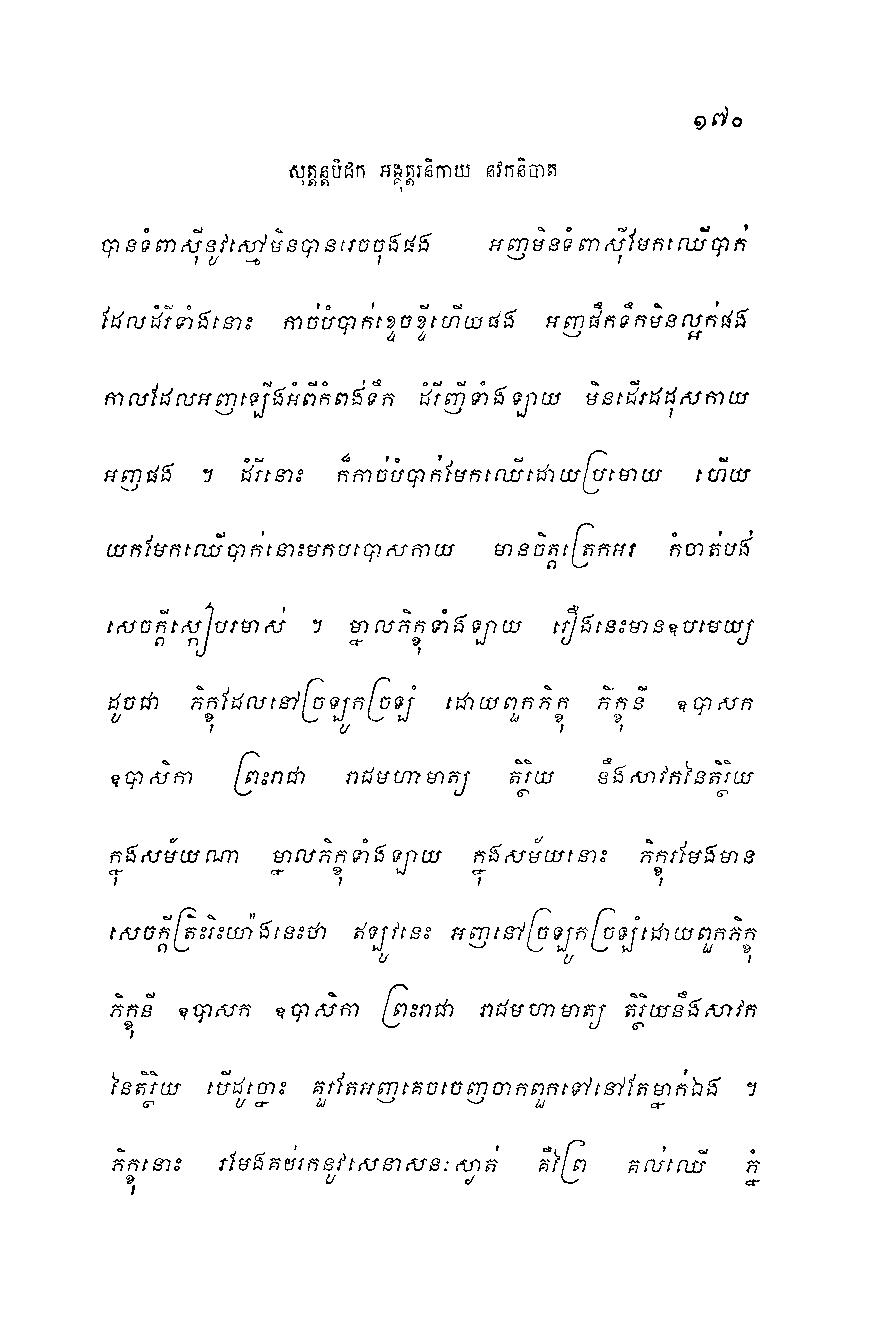 ១៧០
សុត្តន្តបិដក អង្គុត្តរនិកាយ នវកនិបាត
បានទំពាស៊ីនូវស្មៅមិនបានរេចចុងផង អញមិនទំពាស៊ីមែកឈើបាក់
ដែលដំរីទាំងនោះ កាច់បំបាក់ខ្ទេចខ្ទីហើយផង អញផឹកទឹកមិនល្អក់ផង
កាលដែលអញឡើងអំពីកំពង់ទឹក ដំរីញីទាំងឡាយ មិនដើរដដុសកាយ
អញផង ។ ដំរីនោះ ក៏កាច់បំបាក់មែកឈើដោយប្រមោយ ហើយ
យកមែកឈើបាក់នោះមកបបោសកាយ មានចិត្តត្រេកអរ កំចាត់បង់
សេចក្តីស្កៀបរមាស់ ។ ម្នាលភិក្ខុទាំងឡាយ រឿងនេះមានឧបមេយ្យ
ដូចជា ភិក្ខុដែលនៅច្រឡូកច្រឡំ ដោយពួកភិក្ខុ ភិក្ខុនី ឧបាសក
ឧបាសិកា ព្រះរាជា រាជមហាមាត្យ តិរ្ថិយ នឹងសាវកនៃតិរ្ថិយ
ក្នុងសម័យណា ម្នាលភិក្ខុទាំងឡាយ ក្នុងសម័យនោះ ភិក្ខុរមែងមាន
សេចក្តីត្រិះរិះយ៉ាងនេះថា ឥឡូវនេះ អញនៅច្រឡូកច្រឡំដោយពួកភិក្ខុ
ភិក្ខុនី ឧបាសក ឧបាសិកា ព្រះរាជា រាជមហាមាត្យ តិរ្ថិយនឹងសាវក
នៃតិរ្ថិយ បើដូច្នោះ គួរតែអញគេចចេញចាកពួកទៅនៅតែម្នាក់ឯង ។
ភិក្ខុនោះ រមែងគប់រកនូវសេនាសនៈស្ងាត់ គឺព្រៃ គល់ឈើ ភ្នំ